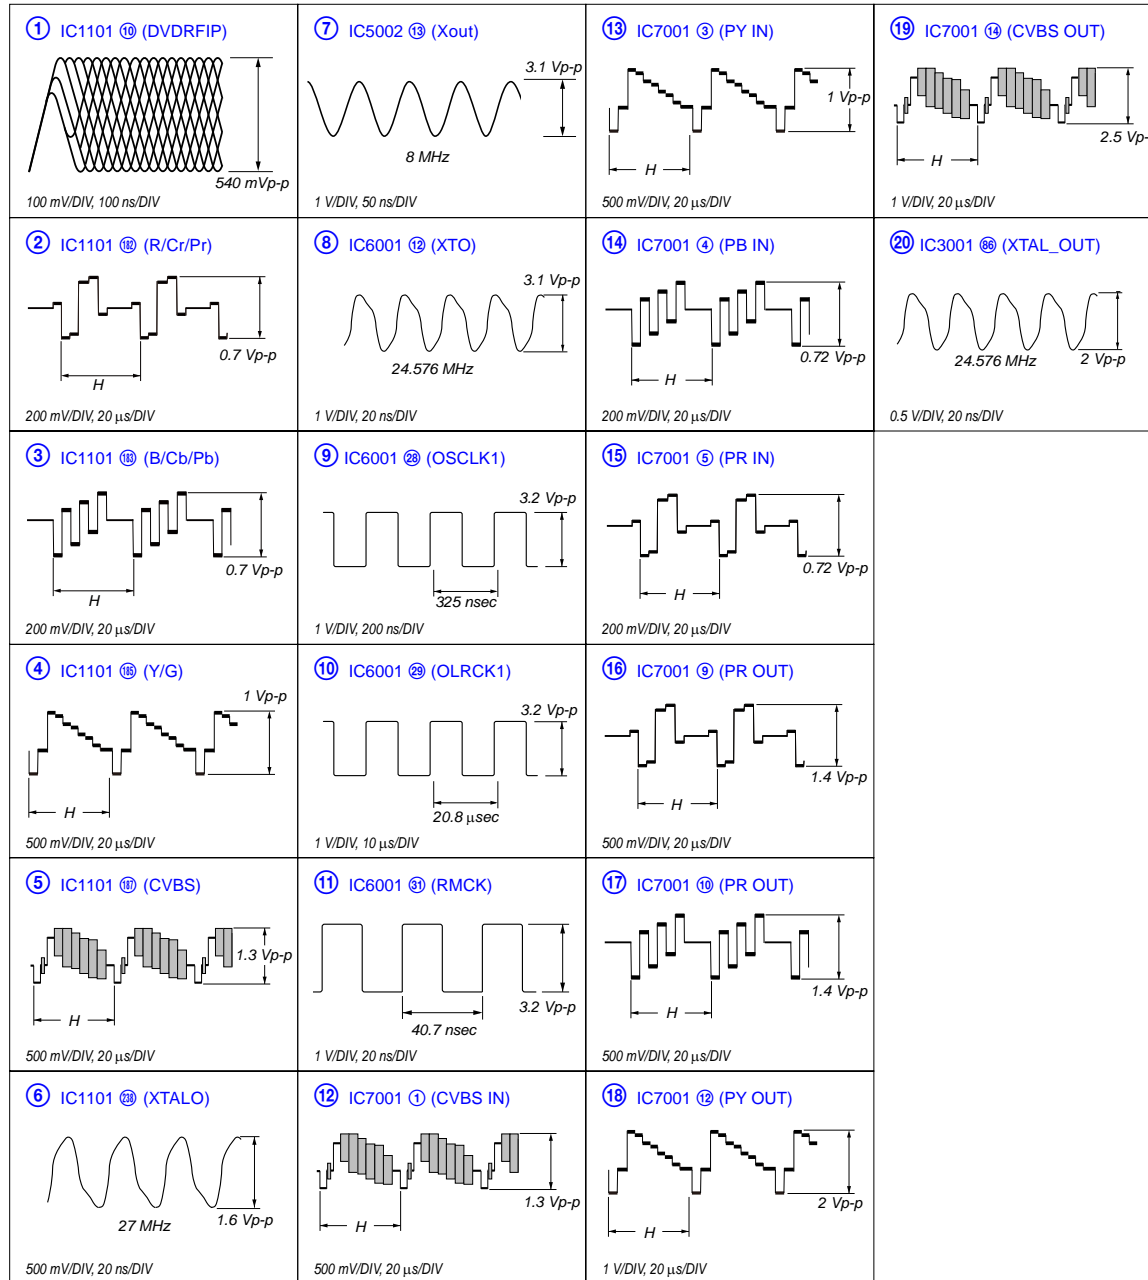 ① IC1101 ⑩ (DVDRFIP)
540 mVp-p
100 mV/DIV, 100 ns/DIV
② IC1101 182 (R/Cr/Pr)
0.7 Vp-p
H
200 mV/DIV, 20 µs/DIV
③ IC1101 183 (B/Cb/Pb)
0.7 Vp-p
H
200 mV/DIV, 20 µs/DIV
④ IC1101 185 (Y/G)
1 Vp-p
H
500 mV/DIV, 20 µs/DIV
⑤ IC1101 187 (CVBS)
1.3 Vp-p
H
500 mV/DIV, 20 µs/DIV
⑥ IC1101 238 (XTALO)
27 MHz
1.6 Vp-p
500 mV/DIV, 20 ns/DIV
⑦ IC5002 ⑬ (Xout)
3.1 Vp-p
8 MHz
1 V/DIV, 50 ns/DIV
⑧ IC6001 ⑫ (XTO)
3.1 Vp-p
24.576 MHz
1 V/DIV, 20 ns/DIV
⑨ IC6001 ㉘ (OSCLK1)
3.2 Vp-p
325 nsec
1 V/DIV, 200 ns/DIV
⑩ IC6001 ㉙ (OLRCK1)
3.2 Vp-p
20.8 µsec
1 V/DIV, 10 µs/DIV
⑪ IC6001 ㉛ (RMCK)
3.2 Vp-p
40.7 nsec
1 V/DIV, 20 ns/DIV
⑫ IC7001 ① (CVBS IN)
1.3 Vp-p
H
500 mV/DIV, 20 µs/DIV
⑬ IC7001 ③ (PY IN)
1 Vp-p
H
500 mV/DIV, 20 µs/DIV
⑭ IC7001 ④ (PB IN)
0.72 Vp-p
H
200 mV/DIV, 20 µs/DIV
⑮ IC7001 ⑤ (PR IN)
0.72 Vp-p
H
200 mV/DIV, 20 µs/DIV
⑯ IC7001 ⑨ (PR OUT)
1.4 Vp-p
H
500 mV/DIV, 20 µs/DIV
⑰ IC7001 ⑩ (PR OUT)
1.4 Vp-p
H
500 mV/DIV, 20 µs/DIV
⑱ IC7001 ⑫ (PY OUT)
2 Vp-p
H
1 V/DIV, 20 µs/DIV
⑲ IC7001 ⑭ (CVBS OUT)
2.5 Vp-
H
1 V/DIV, 20 µs/DIV
⑳ IC3001 86 (XTAL_OUT)
24.576 MHz
2 Vp-p
0.5 V/DIV, 20 ns/DIV